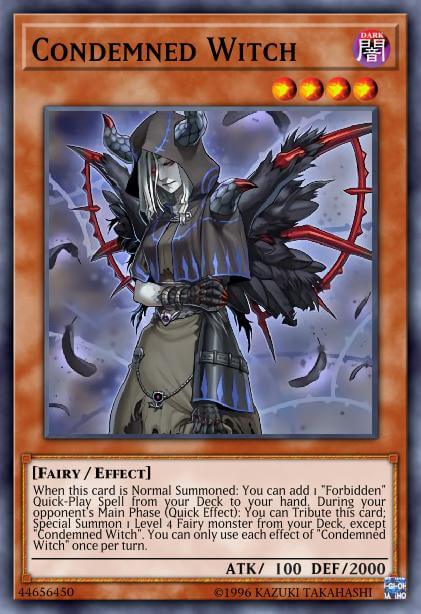 Condemned Witch
DARK
闇
[Fairy / Effect]
When this card is Normal Summoned: You can add 1 "Forbidden"
Quick-Play Spell from your Deck to your hand. During your
opponent's Main Phase (Quick Effect): You can Tribute this card;
Special Summon 1 Level 4 Fairy monster from your Deck, except
"Condemned Witch". You can only use each effect of "Condemned
Witch" once per turn.
ATK/ 100 DEF/2000
44656450
©1996 KAZUKI TAKAHASHI